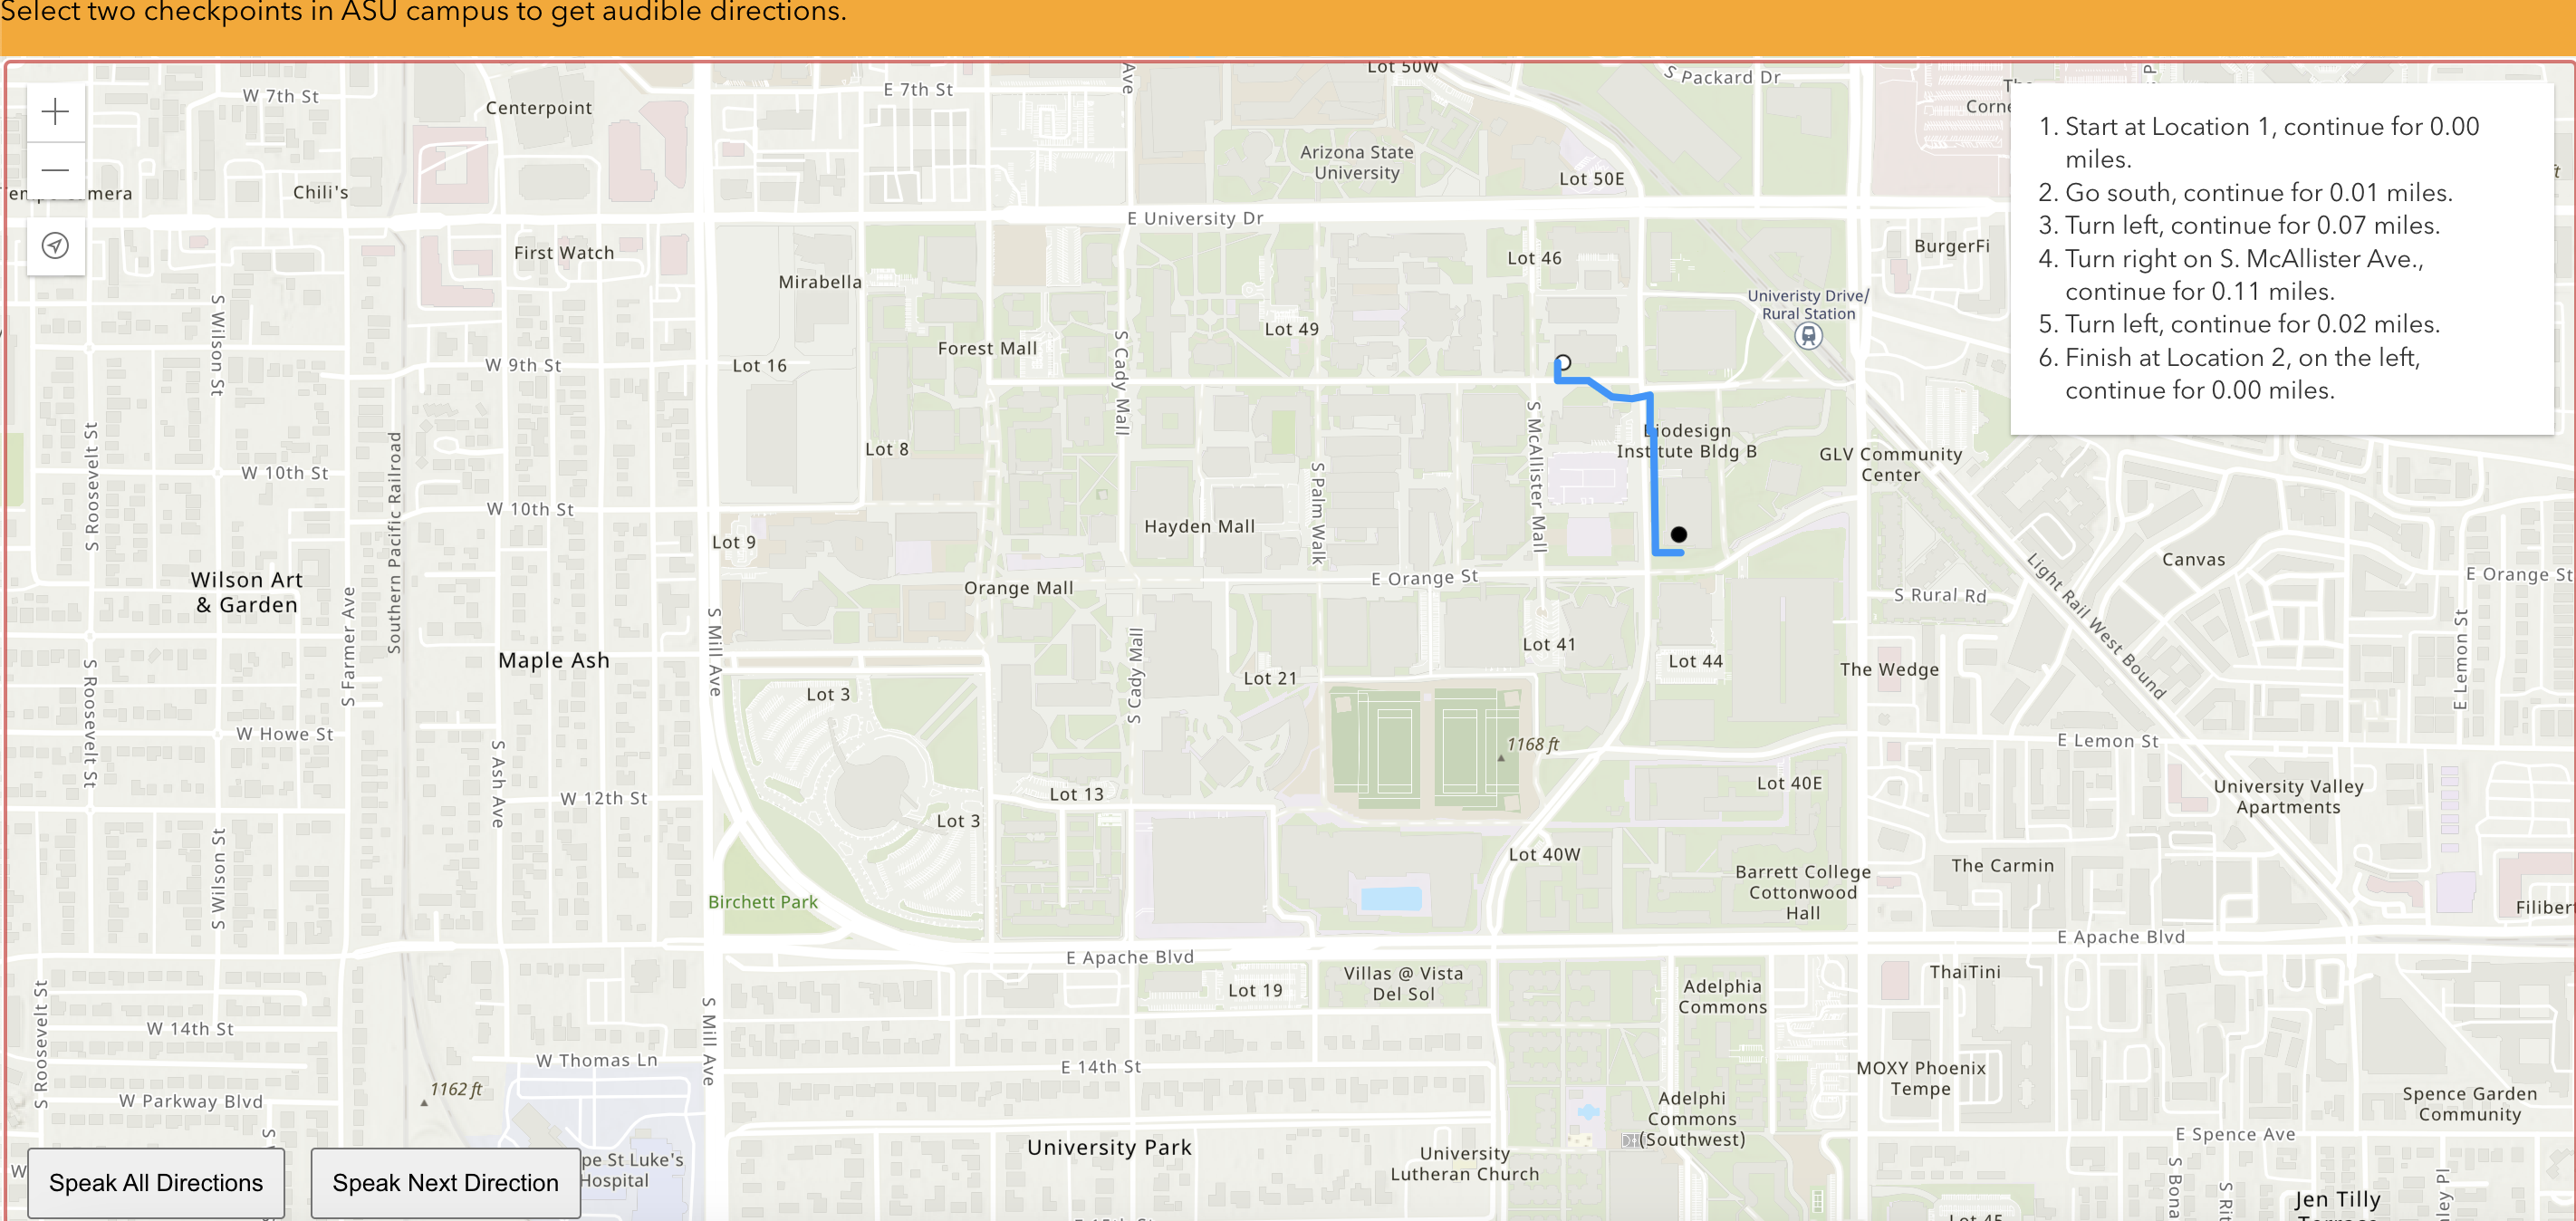 Select two checkpoints in ASU campus to get audible directions.
1. Start at Location 1, continue for 0.00
miles.
2. Go south, continue for 0.01 miles.
3. Turn left, continue for 0.07 miles.
4. Turn right on S. McAllister Ave.,
continue for 0.11 miles.
5. Turn left, continue for 0.02 miles.
6. Finish at Location 2, on the left,
continue for 0.00 miles.
Lot 50W
S Packard Dr
Ave
W 7th St
Centerpoint
E 7th St
Arizona State
University
Lot 50E
Chili's
E University Dr
First Watch
Mirabella
Lot 46
BurgerFi
Univeristy Drive/
Rural Station
S Wilson St
Lot 49
Forest Mall
S Cady Mall
W 9th St
Lot 16
S Roosevelt St
Southern Pacific Railroad
Lot 8
S McAllister Mall
Biodesign
Institute Bldg B
GLV Community
Center
W 10th St
W 10th St
S Palm Walk
Hayden Mall
Lot 9
Wilson Art
& Garden
Orange Mall
E Orange St
Canvas
E Orange St
S Rural Rd
Light Rail West Bound
S Farmer Ave
S Mill Ave
Maple Ash
S Cady Mall
Lot 41
Lot 44
The Wedge
E Lemon St
Lot 21
Lot 3
S Roosevelt St
W Howe St
S Ash Ave
1168 ft
E Lemon St
Lot 40E
University Valley
Apartments
W 12th St
Lot 13
Lot 3
S Wilson St
Lot 40W
The Carmin
Barrett College
Cottonwood
Hall
Birchett Park
E Apache Blvd
E Apache Blvd
ThaiTini
Lot 19
Villas @ Vista
Del Sol
Adelphia
Commons
S Roosevelt St
W 14th St
S Mill Ave
W Thomas Ln
E 14th St
MOXY Phoenix
Tempe
1162 ft
W Parkway Blvd
Adelphi
Commons
(Southwest)
Spence Garden
Community
University Park
University
Lutheran Church
E Spence Ave
pe St Luke's
Hospital
Jen Tilly
Speak All Directions
Speak Next Direction